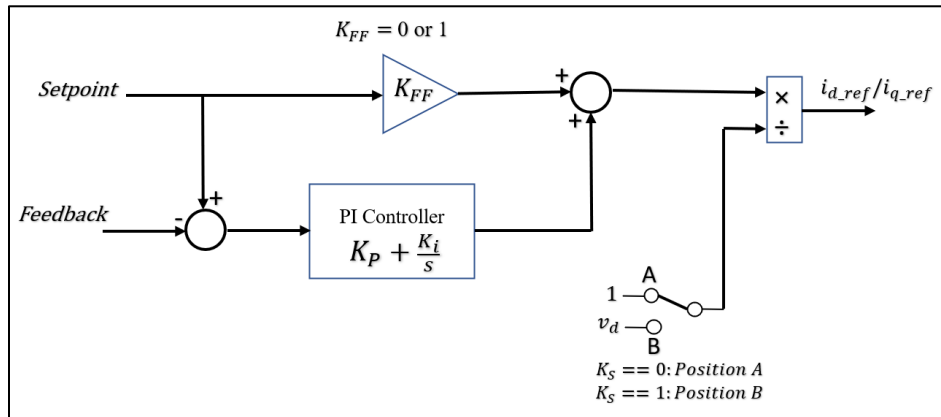 K_FF = 0 or 1
Setpoint
K_FF
+
+
×
÷
i_d_ref/i_q_ref
+
-
Feedback
PI Controller
K_P + K_i/s
A
1
v_d
B
K_S == 0: Position A
K_S == 1: Position B